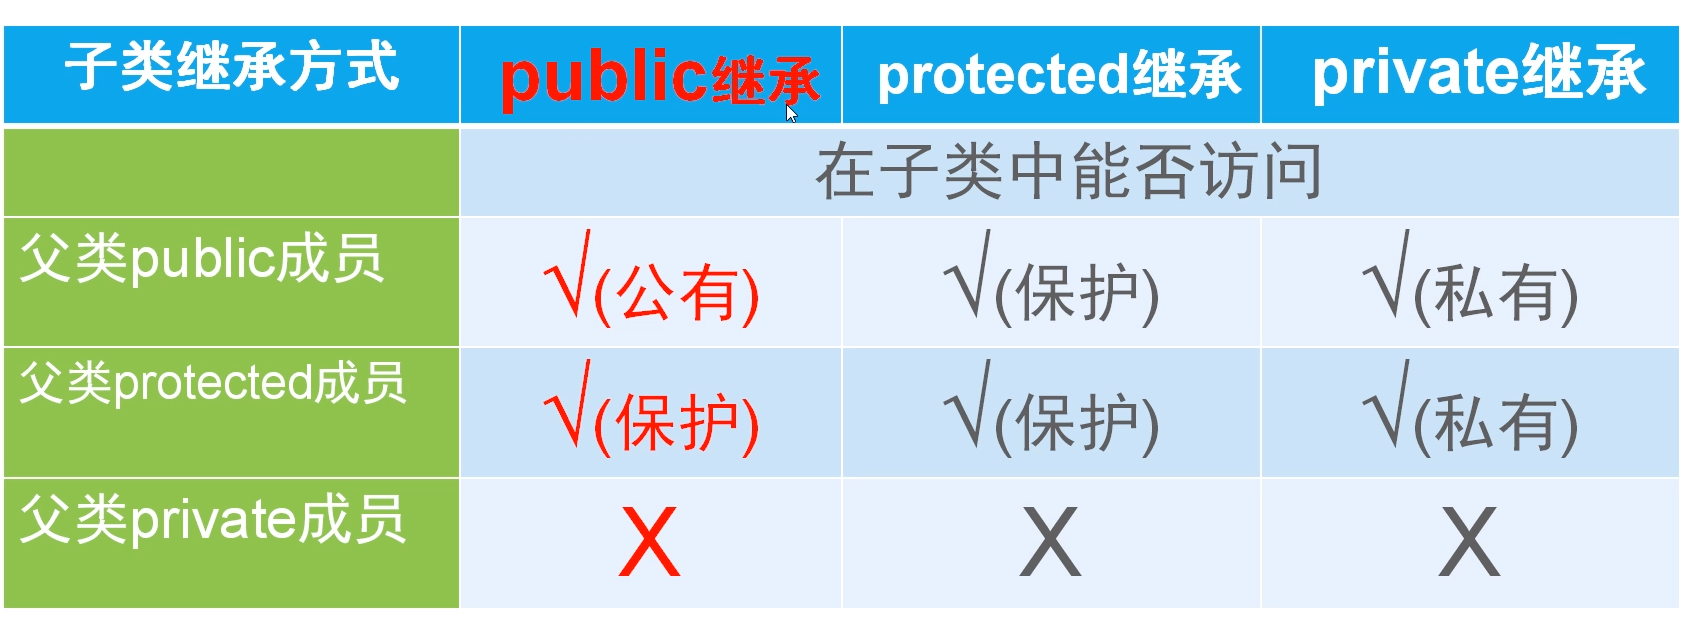 子类继承方式 public继承 protected继承 private继承
在子类中能否访问
父类public成员 √(公有) √(保护) √(私有)
父类protected成员 √(保护) √(保护) √(私有)
父类private成员 X X X